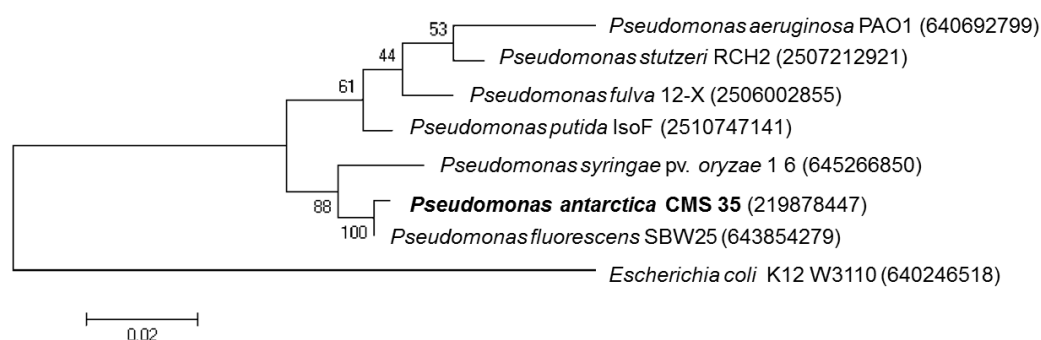 Pseudomonas aeruginosa PAO1 (640692799)
53
Pseudomonas stutzeri RCH2 (2507212921)
44
Pseudomonas fulva 12-X (2506002855)
61
Pseudomonas putida IsoF (2510747141)
Pseudomonas syringae pv. oryzae 1 6 (645266850)
88
Pseudomonas antarctica CMS 35 (219878447)
100
Pseudomonas fluorescens SBW25 (643854279)
Escherichia coli K12 W3110 (640246518)
0.02